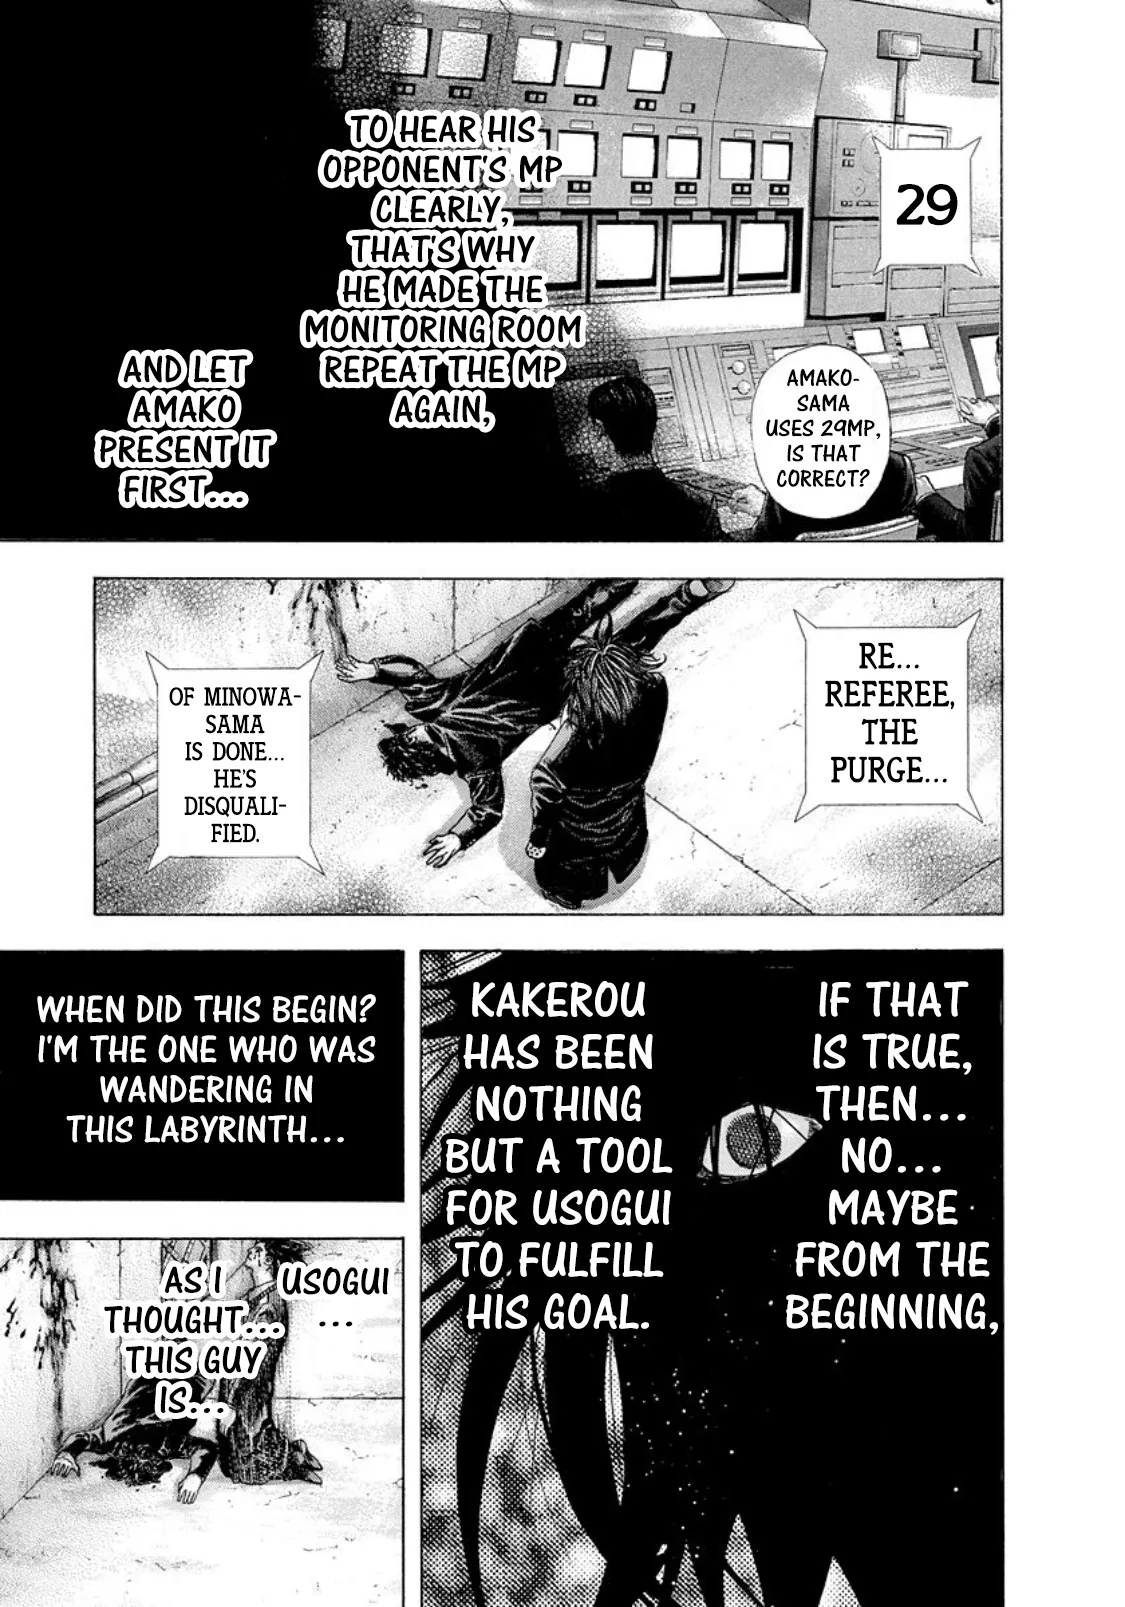 29
AMAKO-
SAMA
USES 29MP,
IS THAT
CORRECT?
TO HEAR HIS
OPPONENT'S MP
CLEARLY,
THAT'S WHY
HE MADE THE
MONITORING ROOM
REPEAT THE MP
AGAIN,
AND LET
AMAKO
PRESENT IT
FIRST...
RE...
REFEREE,
THE
PURGE...
OF MINOWA-
SAMA
IS DONE...
HE'S
DISQUALI-
FIED.
IF THAT
IS TRUE,
THEN...
NO...
MAYBE
FROM THE
BEGINNING,
KAKEROU
HAS BEEN
NOTHING
BUT A TOOL
FOR USOGUI
TO FULFILL
HIS GOAL.
WHEN DID THIS BEGIN?
I'M THE ONE WHO WAS
WANDERING IN
THIS LABYRINTH...
USOGUI
...
AS I
THOUGHT...
THIS GUY
IS...